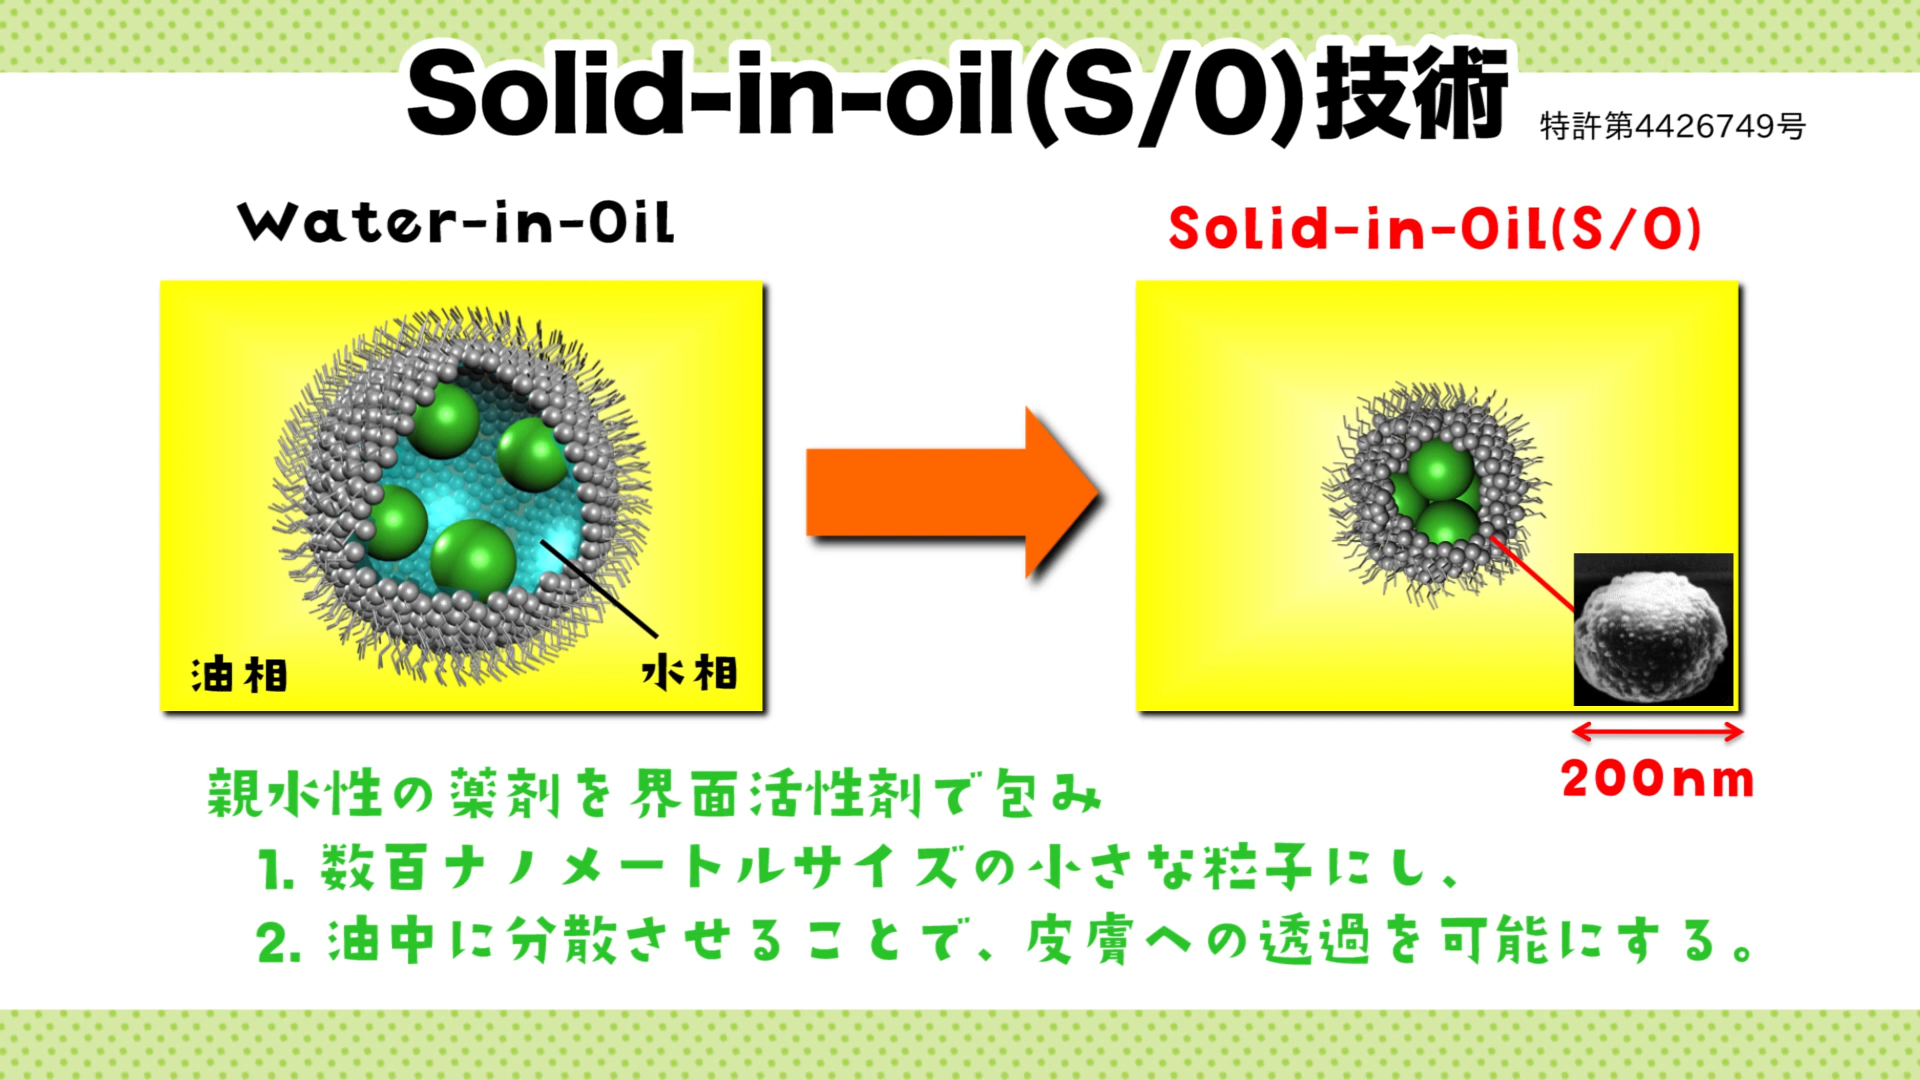 Solid-in-oil(S/O)技術
特許第4426749号
Water-in-Oil
Solid-in-Oil(S/O)
油相
水相
200nm
親水性の薬剤を界面活性剤で包み
1. 数百ナノメートルサイズの小さな粒子にし、
2. 油中に分散させることで、皮膚への透過を可能にする。